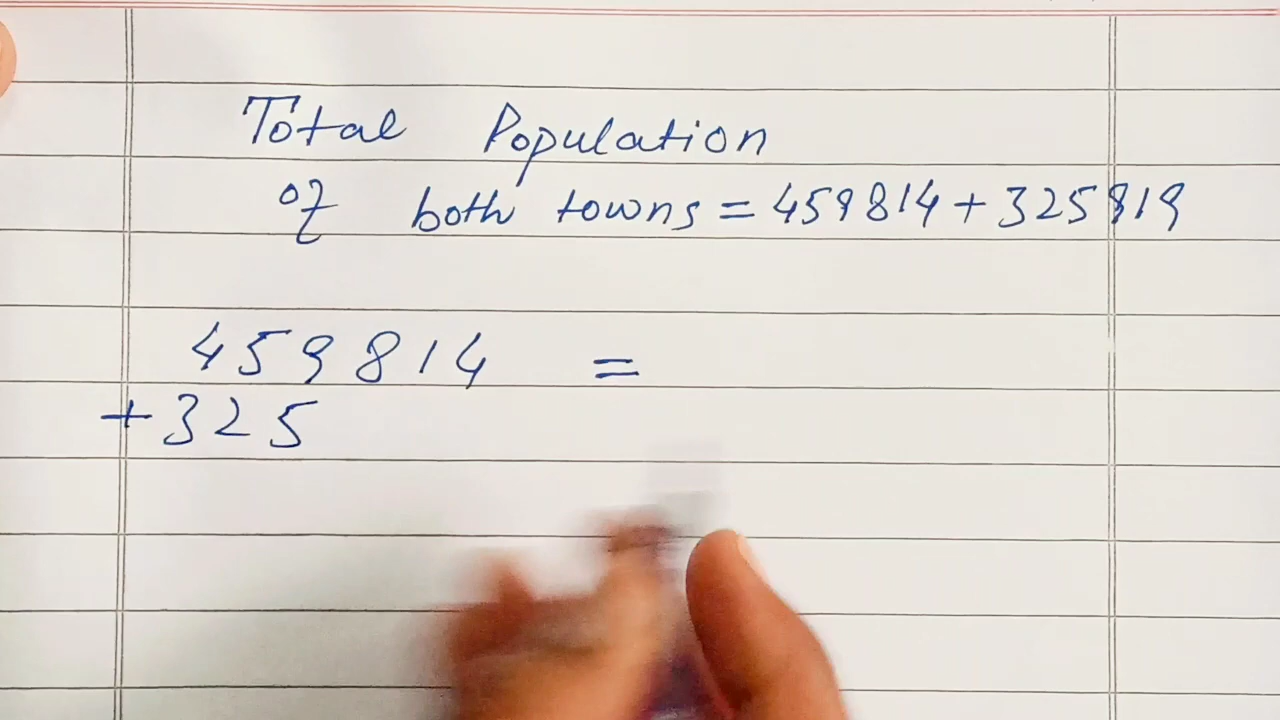 Total Population
of both towns = 459814 + 325819
459814 =
+ 325